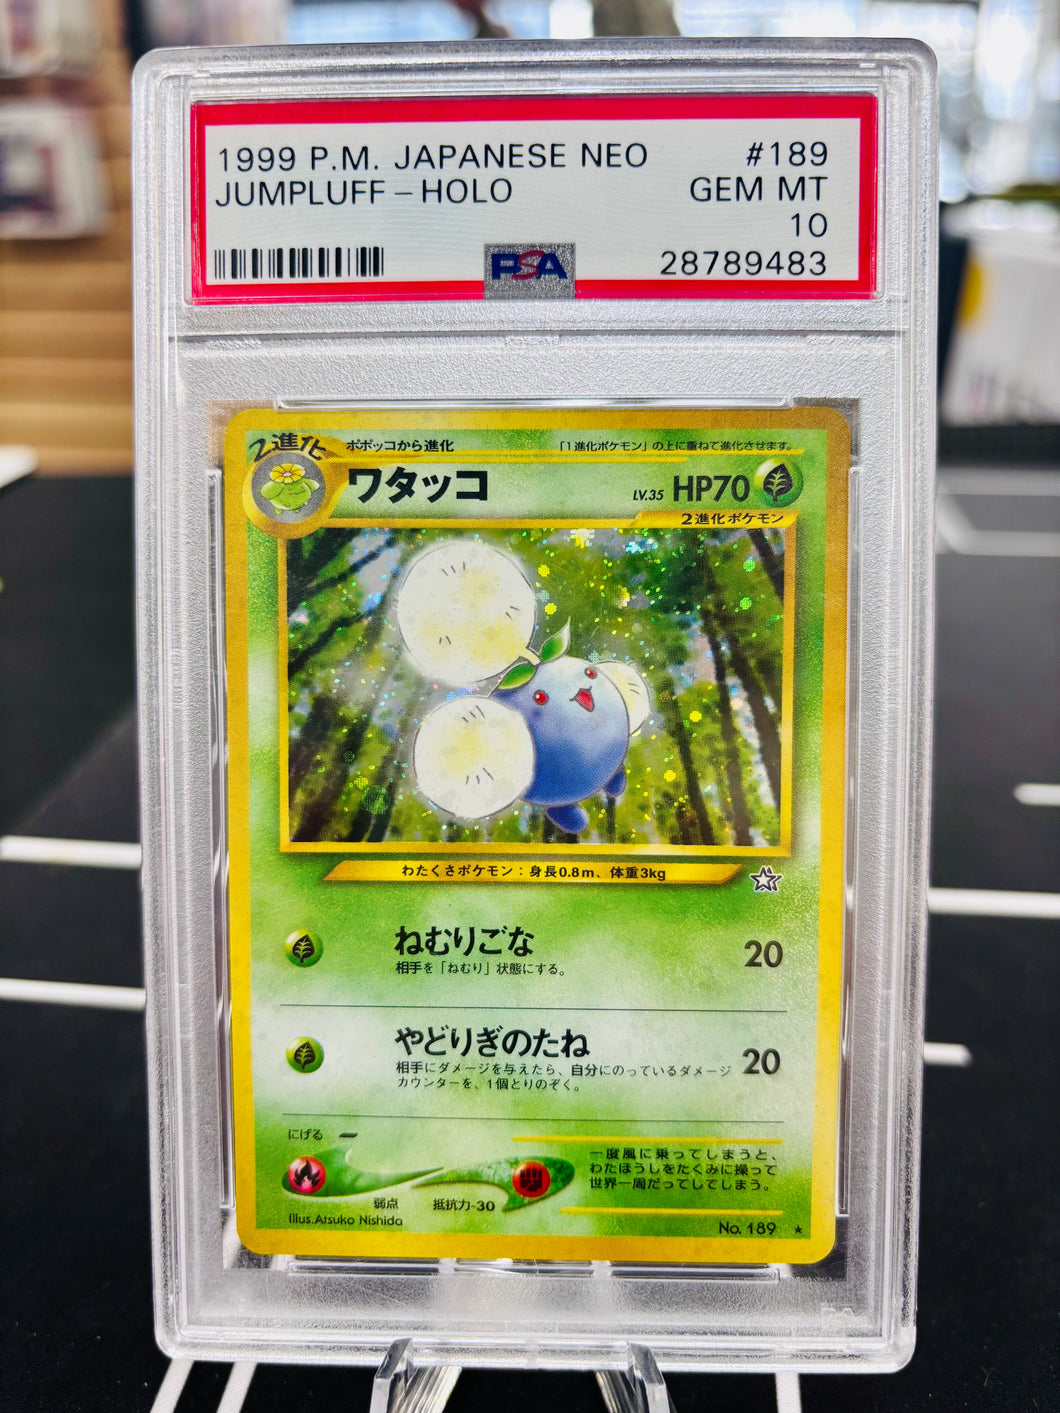 1999 P.M. JAPANESE NEO #189
JUMPLUFF - HOLO GEM MT
10
PSA 28789483
2進化 ポポッコから進化 「1進化ポケモン」の上に重ねて進化させます。
ワタッコ LV.35 HP70
2進化ポケモン
わたくさポケモン：身長0.8m、体重3kg
ねむりごな 20
相手を「ねむり」状態にする。
やどりぎのたね 20
相手にダメージを与えたら、自分にのっているダメージ
カウンターを、1個とりのぞく。
にげる
弱点 抵抗力-30
一度風に乗ってしまうと、
わたほうしをたくみに操って
世界一周だってしてしまう。
Illus.Atsuko Nishida
No. 189 ★